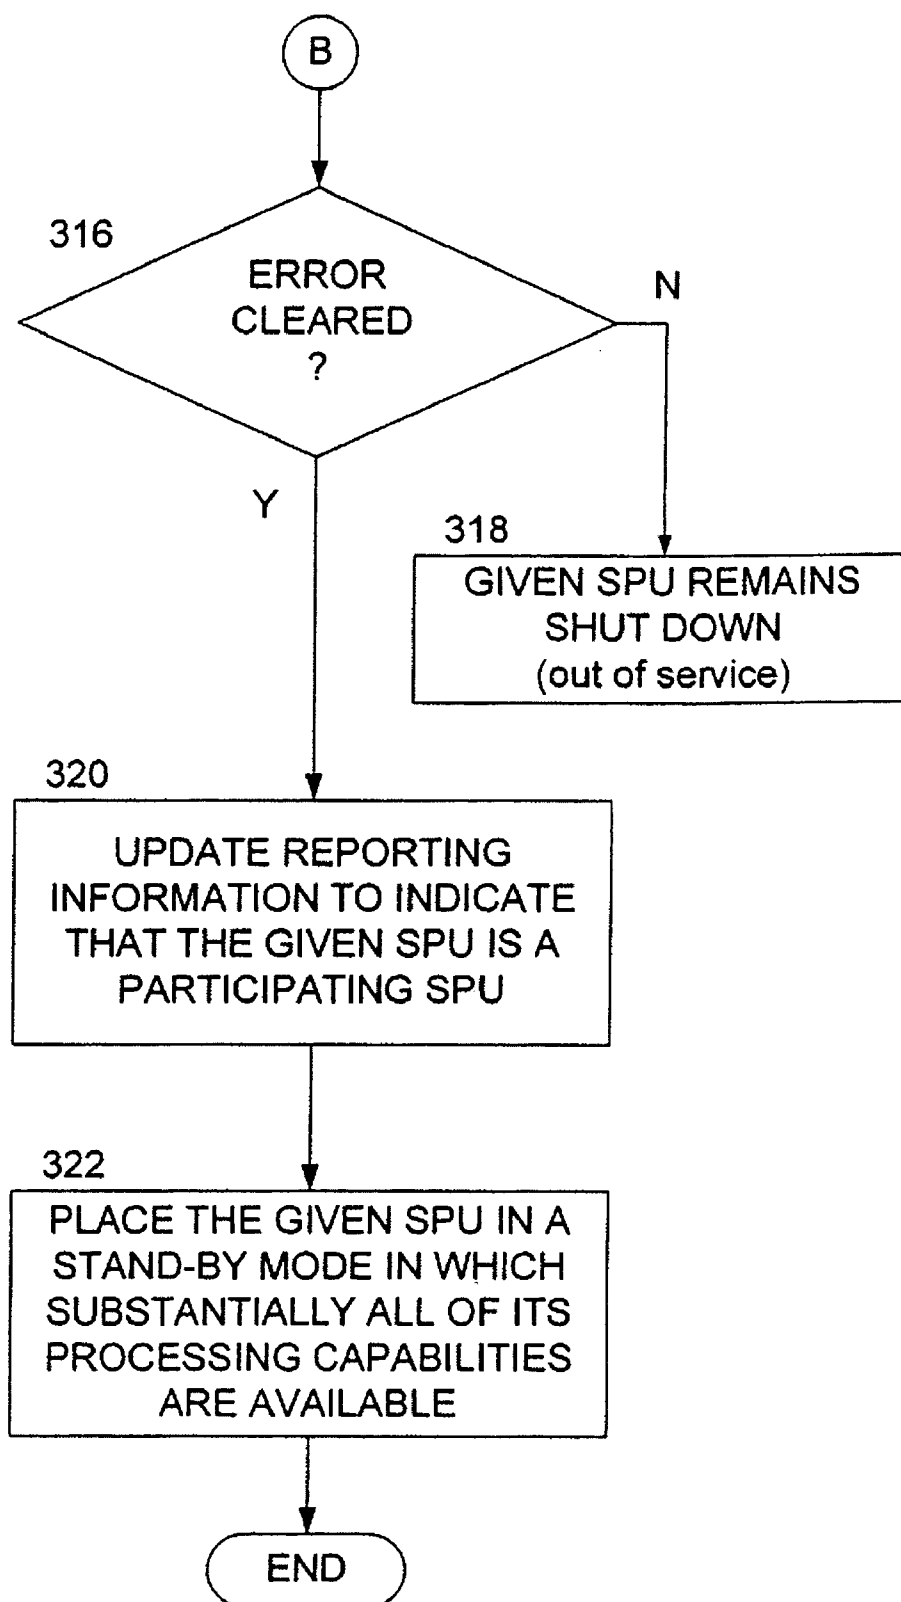 B
316
ERROR
CLEARED
?
N
Y
318
GIVEN SPU REMAINS
SHUT DOWN
(out of service)
320
UPDATE REPORTING
INFORMATION TO INDICATE
THAT THE GIVEN SPU IS A
PARTICIPATING SPU
322
PLACE THE GIVEN SPU IN A
STAND-BY MODE IN WHICH
SUBSTANTIALLY ALL OF ITS
PROCESSING CAPABILITIES
ARE AVAILABLE
END